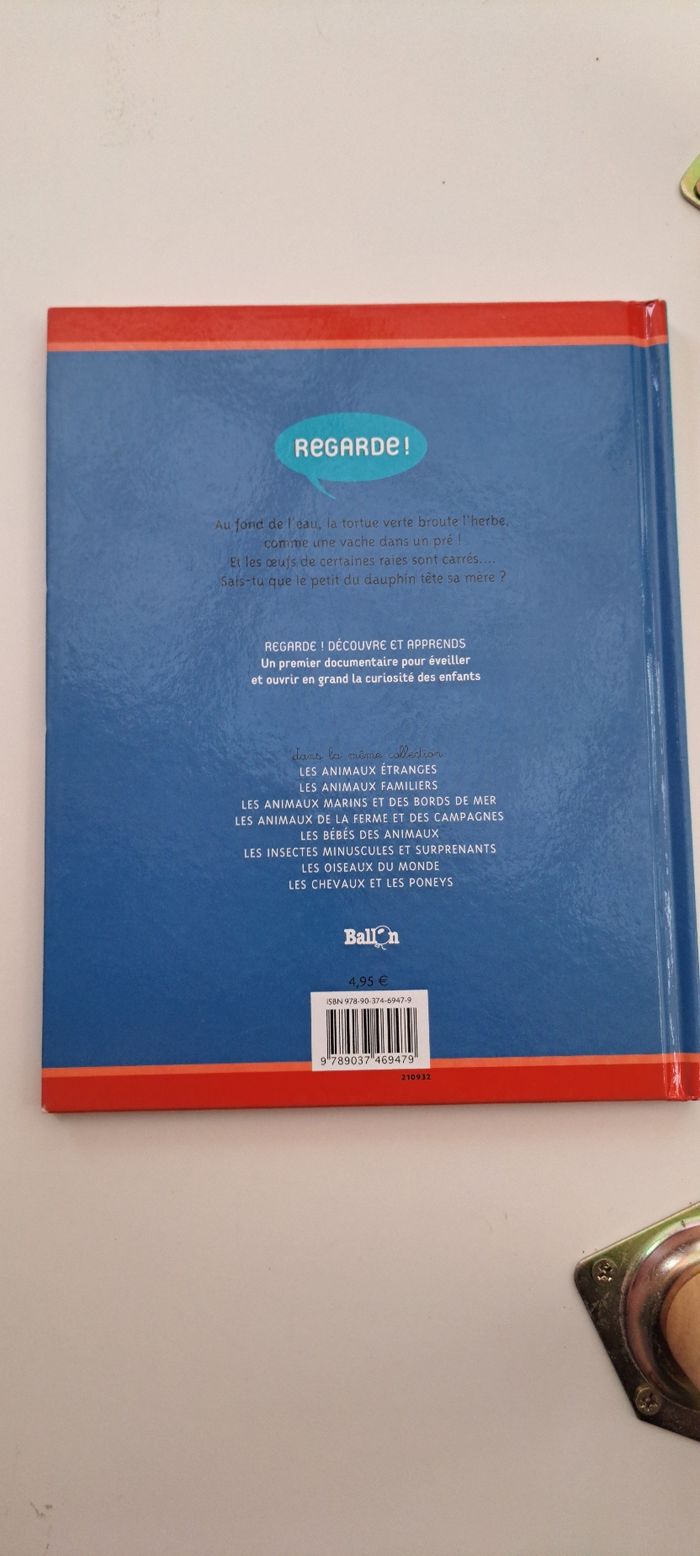 REGARDE !
Au fond de l'eau, la tortue verte broute l'herbe,
comme une vache dans un pré !
Et les œufs de certaines raies sont carrés....
Sais-tu que le petit du dauphin tète sa mère ?
REGARDE ! DÉCOUVRE ET APPRENDS
Un premier documentaire pour éveiller
et ouvrir en grand la curiosité des enfants
dans la même collection
LES ANIMAUX ÉTRANGES
LES ANIMAUX FAMILIERS
LES ANIMAUX MARINS ET DES BORDS DE MER
LES ANIMAUX DE LA FERME ET DES CAMPAGNES
LES BÉBÉS DES ANIMAUX
LES INSECTES MINUSCULES ET SURPRENANTS
LES OISEAUX DU MONDE
LES CHEVAUX ET LES PONEYS
Ballon
4,95 €
ISBN 978-90-374-6947-9
9 789037 469479
210932